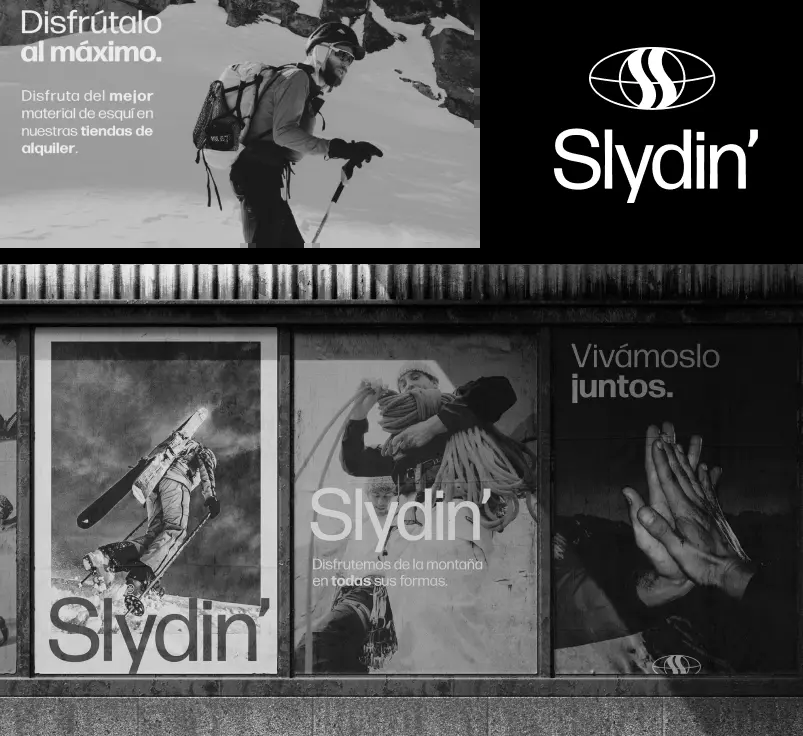 Disfrútalo
al máximo.
Disfruta del mejor
material de esquí en
nuestras tiendas de
alquiler.
Slydin’
Slydin’
Slydin’
Disfrutemos de la montaña
en todas sus formas.
Vivámoslo
juntos.